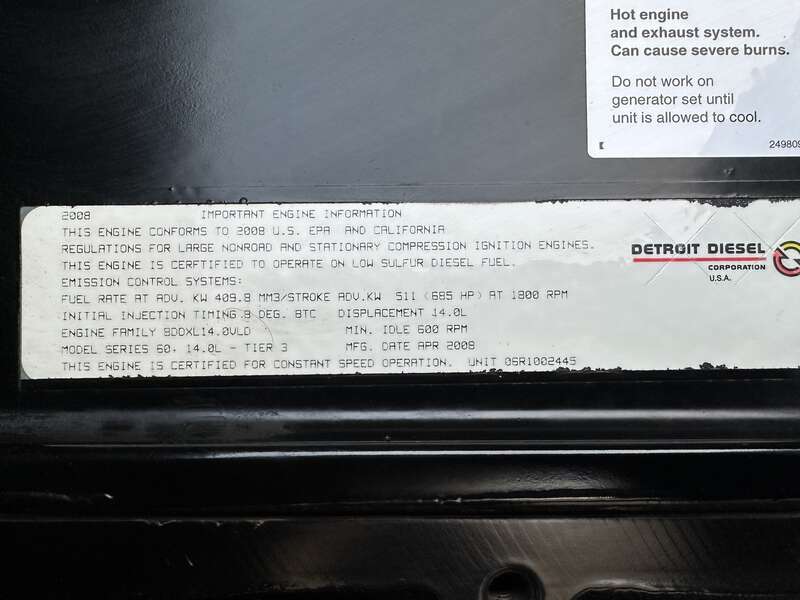 Hot engine
and exhaust system.
Can cause severe burns.
Do not work on
generator set until
unit is allowed to cool.
249809
2008 IMPORTANT ENGINE INFORMATION
THIS ENGINE CONFORMS TO 2008 U.S. EPA AND CALIFORNIA
REGULATIONS FOR LARGE NONROAD AND STATIONARY COMPRESSION IGNITION ENGINES.
THIS ENGINE IS CERFTIFIED TO OPERATE ON LOW SULFUR DIESEL FUEL.
EMISSION CONTROL SYSTEMS:
FUEL RATE AT ADV. KW 409.8 MM3/STROKE ADV.KW 511 (685 HP) AT 1800 RPM
INITIAL INJECTION TIMING 8 DEG. BTC DISPLACEMENT 14.0L
ENGINE FAMILY 8DDXL14.0VLD MIN. IDLE 600 RPM
MODEL SERIES 60, 14.0L - TIER 3 MFG. DATE APR 2008
THIS ENGINE IS CERTIFIED FOR CONSTANT SPEED OPERATION. UNIT 06R1002445
DETROIT DIESEL
CORPORATION
U.S.A.